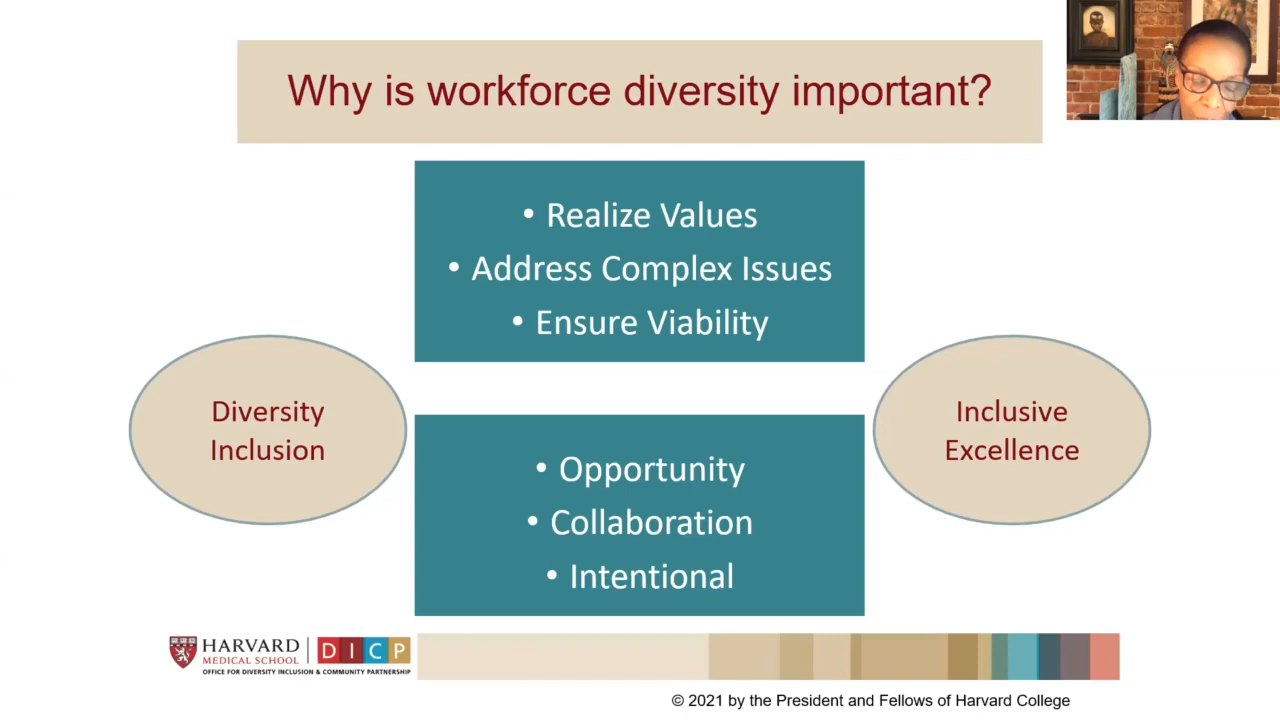 Why is workforce diversity important?
• Realize Values
• Address Complex Issues
• Ensure Viability
Diversity
Inclusion
Inclusive
Excellence
• Opportunity
• Collaboration
• Intentional
HARVARD
MEDICAL SCHOOL
DICP
OFFICE FOR DIVERSITY INCLUSION & COMMUNITY PARTNERSHIP
© 2021 by the President and Fellows of Harvard College